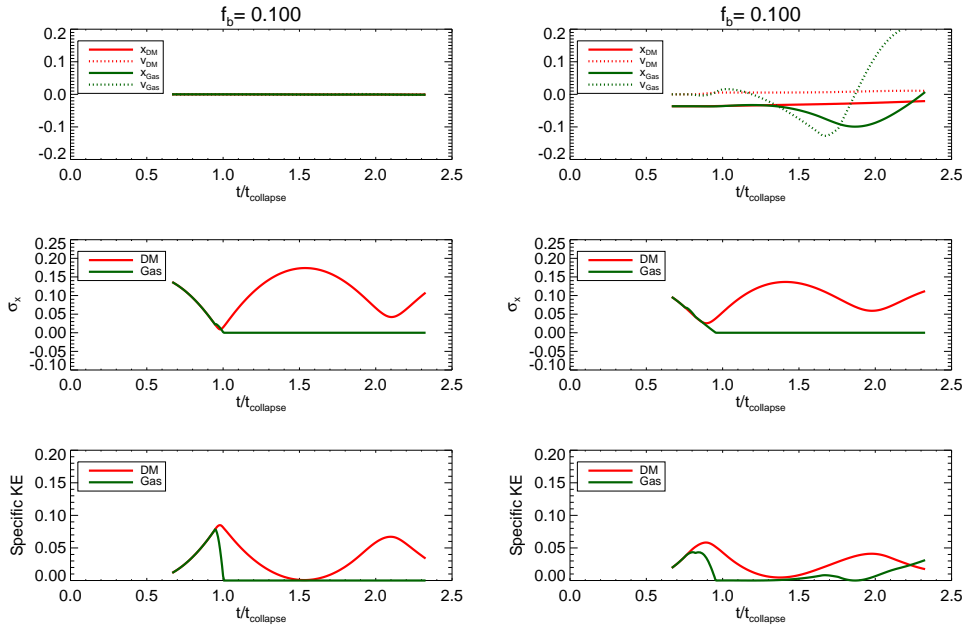 f_b= 0.100
0.2
0.1
0.0
-0.1
-0.2
x_DM
v_DM
x_Gas
v_Gas
0.0 0.5 1.0 1.5 2.0 2.5
t/t_collapse
f_b= 0.100
0.2
0.1
0.0
-0.1
-0.2
x_DM
v_DM
x_Gas
v_Gas
0.0 0.5 1.0 1.5 2.0 2.5
t/t_collapse
σ_x
0.25
0.20
0.15
0.10
0.05
0.00
-0.05
-0.10
DM
Gas
0.0 0.5 1.0 1.5 2.0 2.5
t/t_collapse
σ_x
0.25
0.20
0.15
0.10
0.05
0.00
-0.05
-0.10
DM
Gas
0.0 0.5 1.0 1.5 2.0 2.5
t/t_collapse
Specific KE
0.20
0.15
0.10
0.05
0.00
DM
Gas
0.0 0.5 1.0 1.5 2.0 2.5
t/t_collapse
Specific KE
0.20
0.15
0.10
0.05
0.00
DM
Gas
0.0 0.5 1.0 1.5 2.0 2.5
t/t_collapse